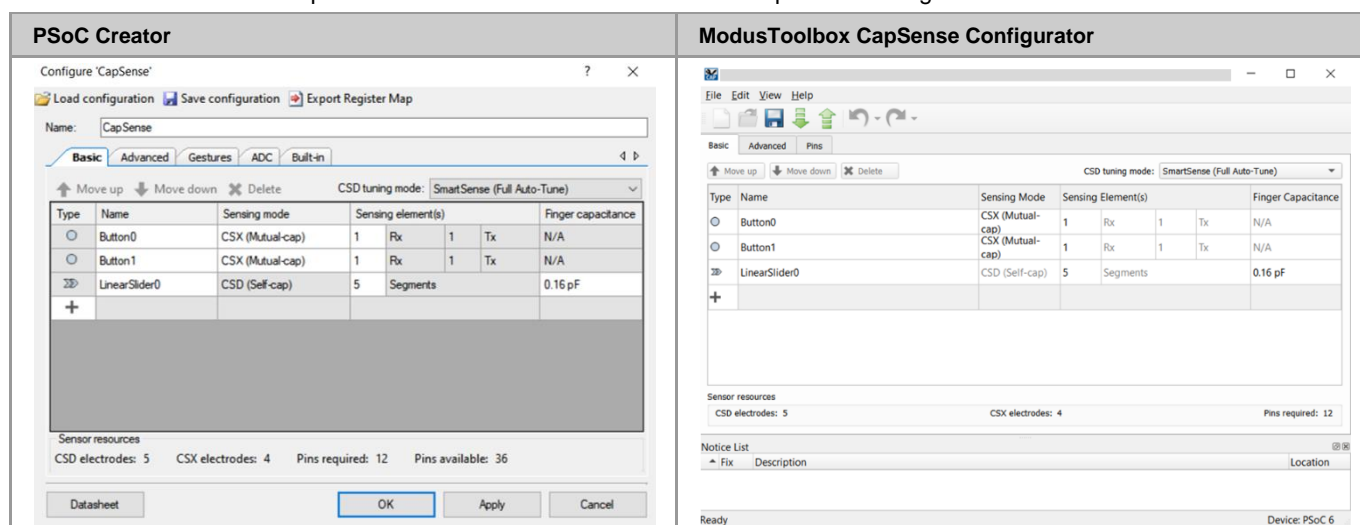 PSoC Creator
ModusToolbox CapSense Configurator
Configure 'CapSense'
?
Load configuration Save configuration Export Register Map
Name: CapSense
Basic Advanced Gestures ADC Built-in
Move up Move down Delete CSD tuning mode: SmartSense (Full Auto-Tune)
Type Name Sensing mode Sensing element(s) Finger capacitance
Button0 CSX (Mutual-cap) 1 Rx 1 Tx N/A
Button1 CSX (Mutual-cap) 1 Rx 1 Tx N/A
LinearSlider0 CSD (Self-cap) 5 Segments 0.16 pF
Sensor resources
CSD electrodes: 5 CSX electrodes: 4 Pins required: 12 Pins available: 36
Datasheet OK Apply Cancel
File Edit View Help
Basic Advanced Pins
Move up Move down Delete CSD tuning mode: SmartSense (Full Auto-Tune)
Type Name Sensing Mode Sensing Element(s) Finger Capacitance
Button0 CSX (Mutual-
cap) 1 Rx 1 Tx N/A
Button1 CSX (Mutual-
cap) 1 Rx 1 Tx N/A
LinearSlider0 CSD (Self-cap) 5 Segments 0.16 pF
Sensor resources
CSD electrodes: 5 CSX electrodes: 4 Pins required: 12
Notice List
Fix Description Location
Ready Device: PSoC 6